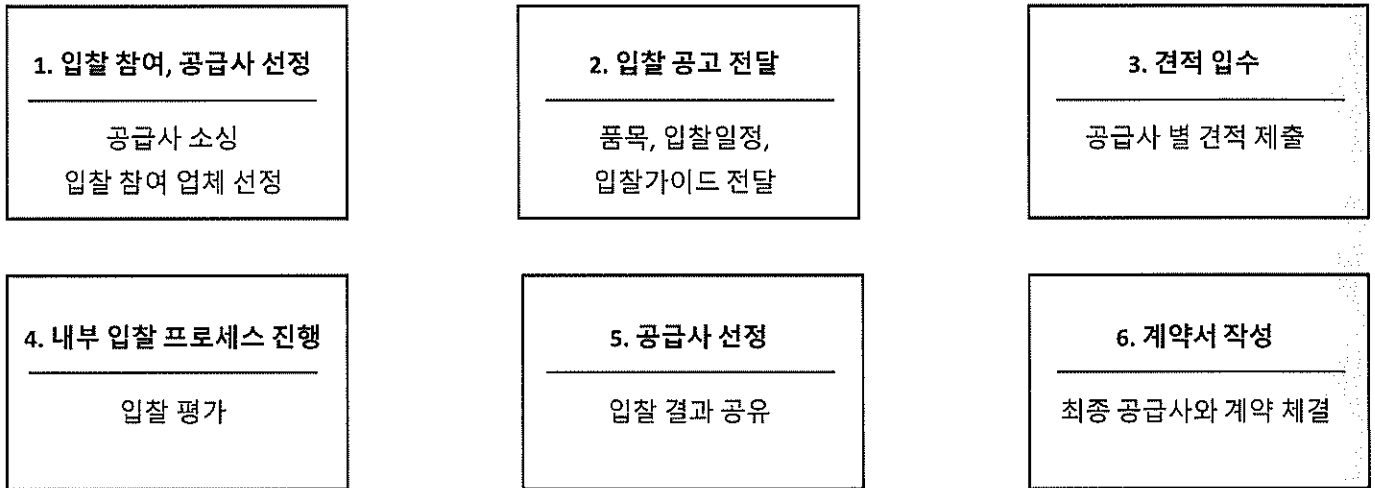 1. 입찰 참여, 공급사 선정
공급사 소싱
입찰 참여 업체 선정
2. 입찰 공고 전달
품목, 입찰일정,
입찰가이드 전달
3. 견적 입수
공급사 별 견적 제출
4. 내부 입찰 프로세스 진행
입찰 평가
5. 공급사 선정
입찰 결과 공유
6. 계약서 작성
최종 공급사와 계약 체결